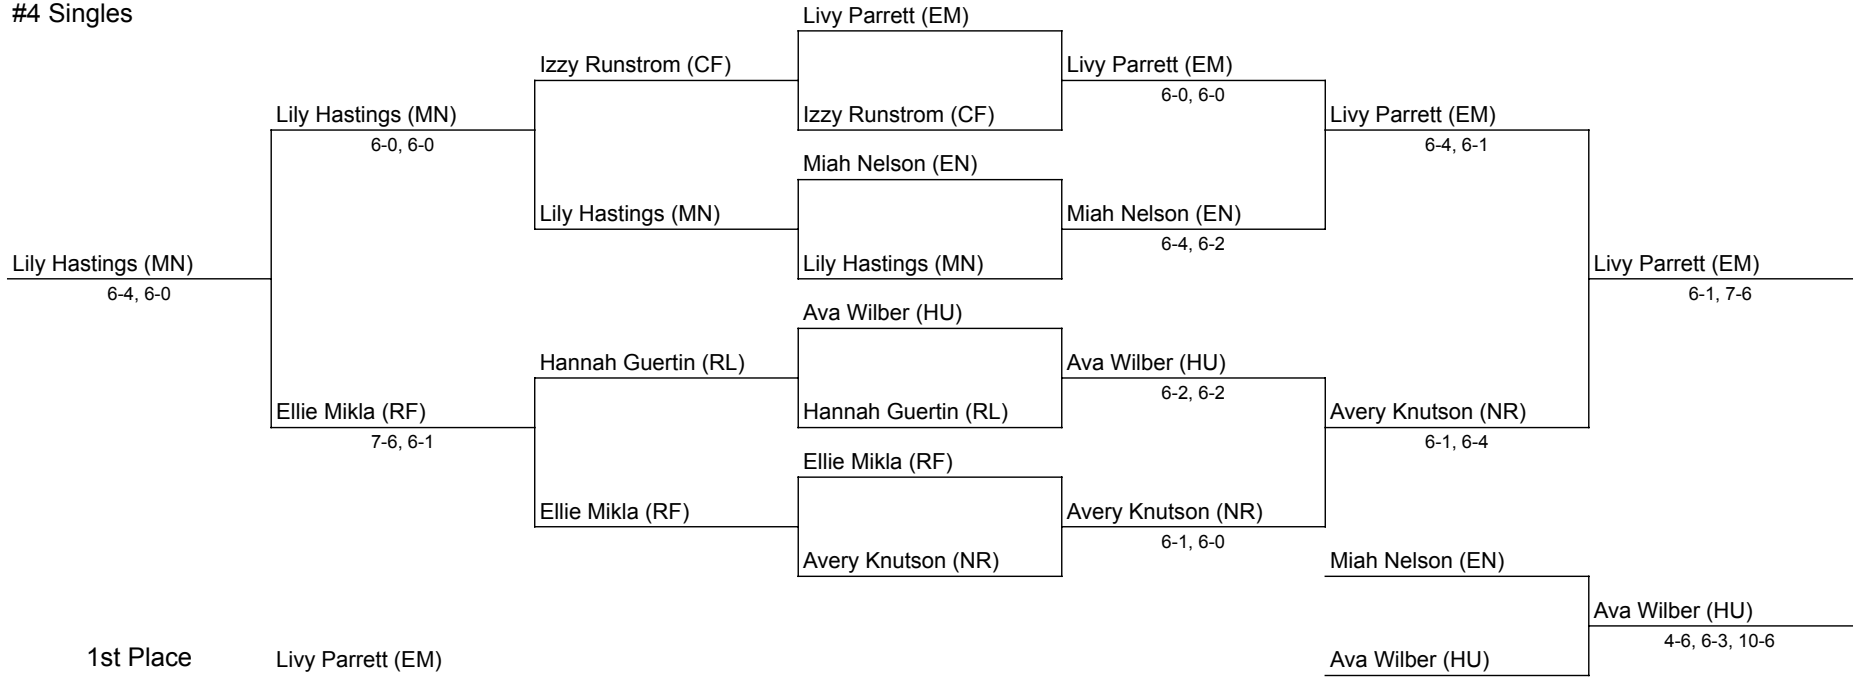 #4 Singles
Livy Parrett (EM)
Izzy Runstrom (CF)
Livy Parrett (EM)
6-0, 6-0
Lily Hastings (MN)
6-0, 6-0
Izzy Runstrom (CF)
Livy Parrett (EM)
6-4, 6-1
Miah Nelson (EN)
Lily Hastings (MN)
Miah Nelson (EN)
6-4, 6-2
Lily Hastings (MN)
6-4, 6-0
Lily Hastings (MN)
Livy Parrett (EM)
6-1, 7-6
Ava Wilber (HU)
Hannah Guertin (RL)
Ava Wilber (HU)
6-2, 6-2
Ellie Mikla (RF)
7-6, 6-1
Hannah Guertin (RL)
Avery Knutson (NR)
6-1, 6-4
Ellie Mikla (RF)
Ellie Mikla (RF)
Avery Knutson (NR)
6-1, 6-0
Avery Knutson (NR)
Miah Nelson (EN)
Ava Wilber (HU)
4-6, 6-3, 10-6
1st Place Livy Parrett (EM)
Ava Wilber (HU)